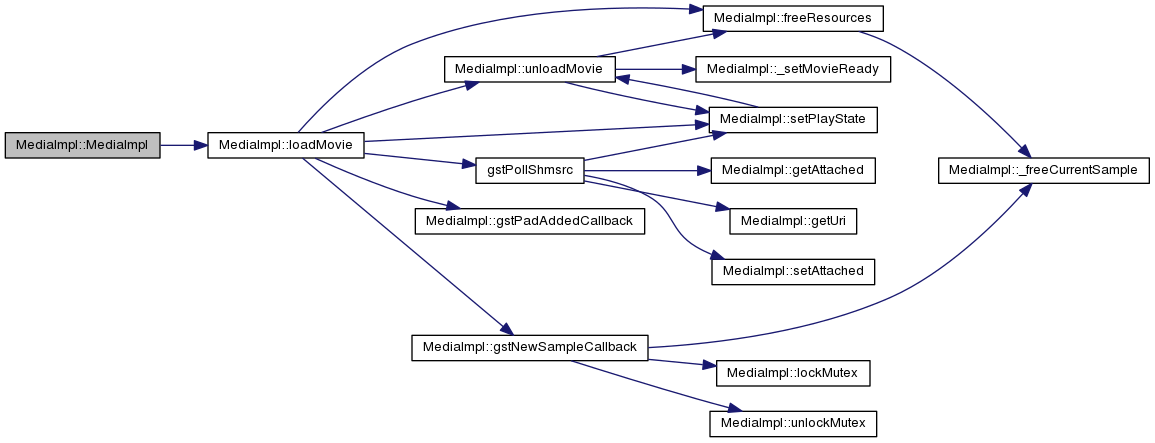 MediaImpl::MediaImpl
MediaImpl::loadMovie
MediaImpl::unloadMovie
gstPollShmsrc
MediaImpl::gstPadAddedCallback
MediaImpl::gstNewSampleCallback
MediaImpl::freeResources
MediaImpl::_setMovieReady
MediaImpl::setPlayState
MediaImpl::getAttached
MediaImpl::getUri
MediaImpl::setAttached
MediaImpl::lockMutex
MediaImpl::unlockMutex
MediaImpl::_freeCurrentSample